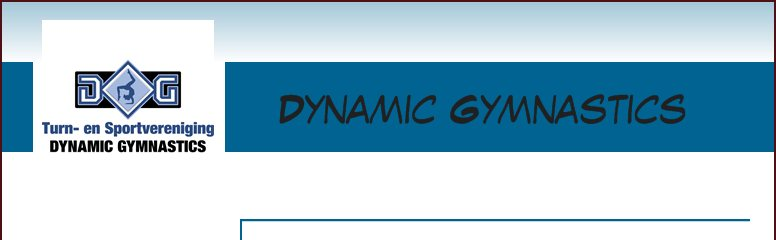 DG
Turn- en Sportvereniging
DYNAMIC GYMNASTICS
DYNAMIC GYMNASTICS